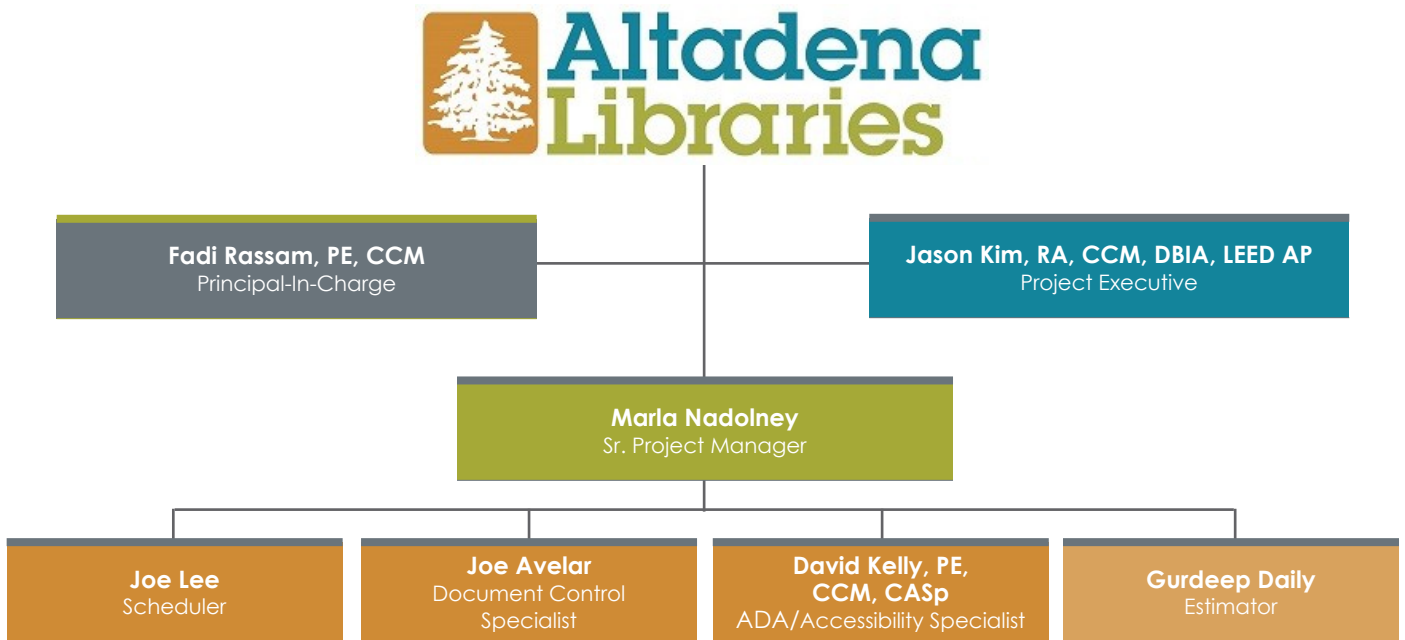 Altadena
Libraries
Fadi Rassam, PE, CCM
Principal-In-Charge
Jason Kim, RA, CCM, DBIA, LEED AP
Project Executive
Marla Nadolney
Sr. Project Manager
Joe Lee
Scheduler
Joe Avelar
Document Control
Specialist
David Kelly, PE,
CCM, CASp
ADA/Accessibility Specialist
Gurdeep Daily
Estimator